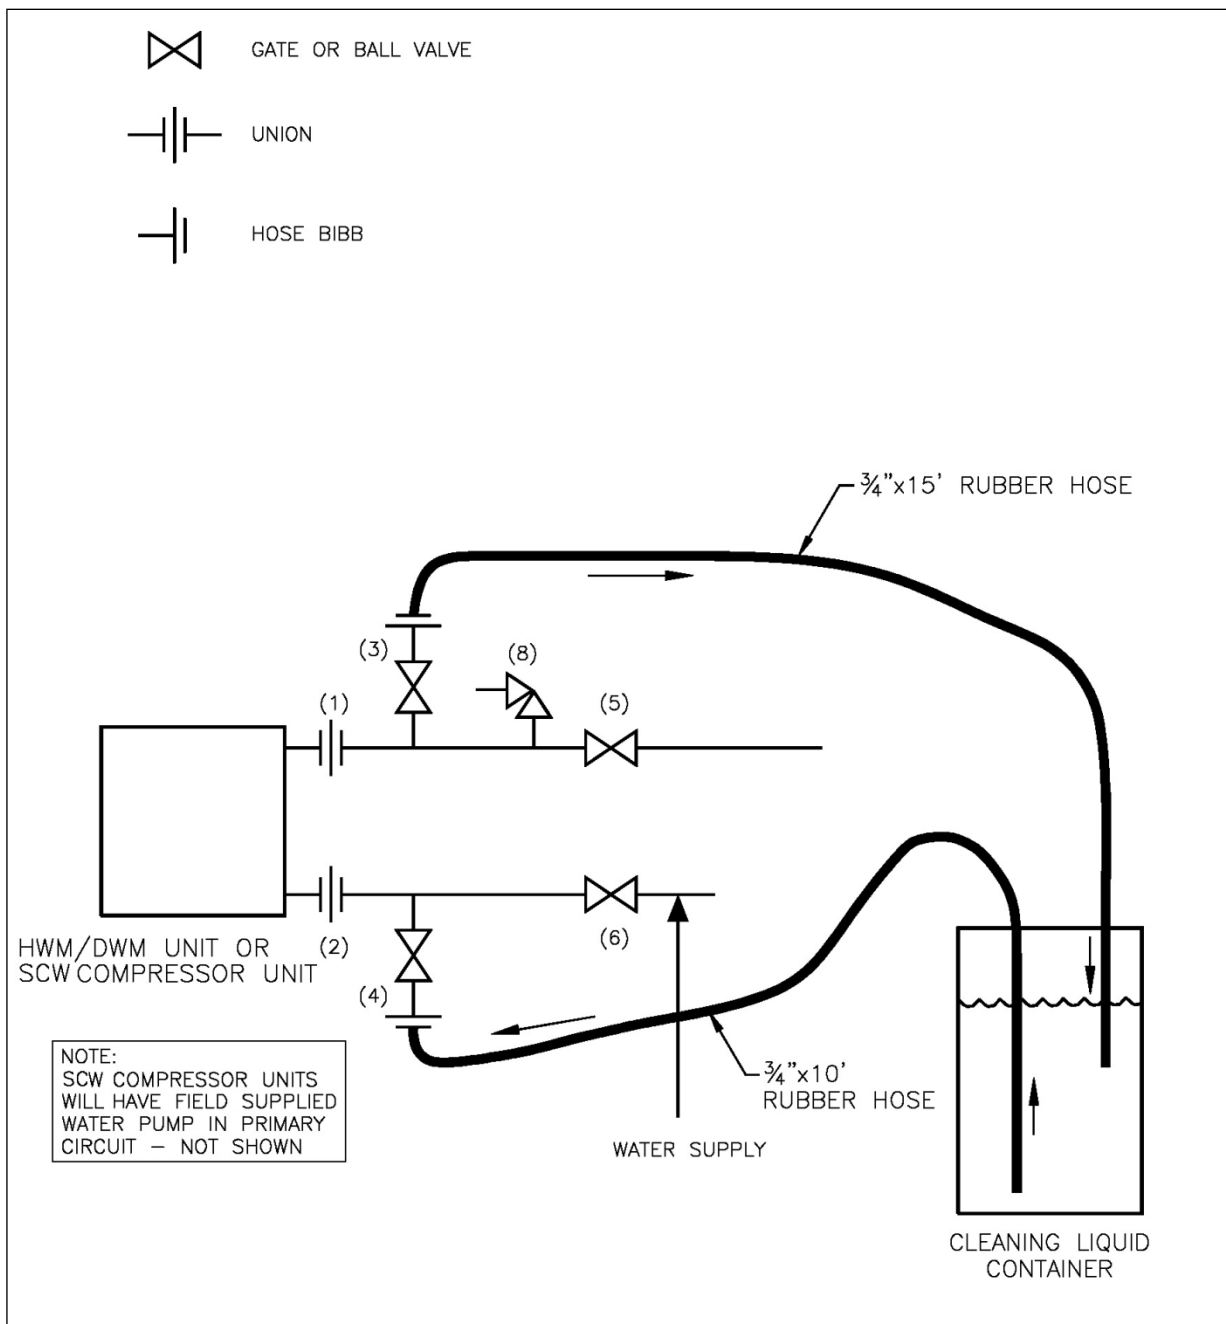 GATE OR BALL VALVE
UNION
HOSE BIBB
¾"x15' RUBBER HOSE
(3)
(8)
(1)
(5)
(2)
(6)
HWM/DWM UNIT OR
SCW COMPRESSOR UNIT
(4)
NOTE:
SCW COMPRESSOR UNITS
WILL HAVE FIELD SUPPLIED
WATER PUMP IN PRIMARY
CIRCUIT – NOT SHOWN
¾"x10'
RUBBER HOSE
WATER SUPPLY
CLEANING LIQUID
CONTAINER